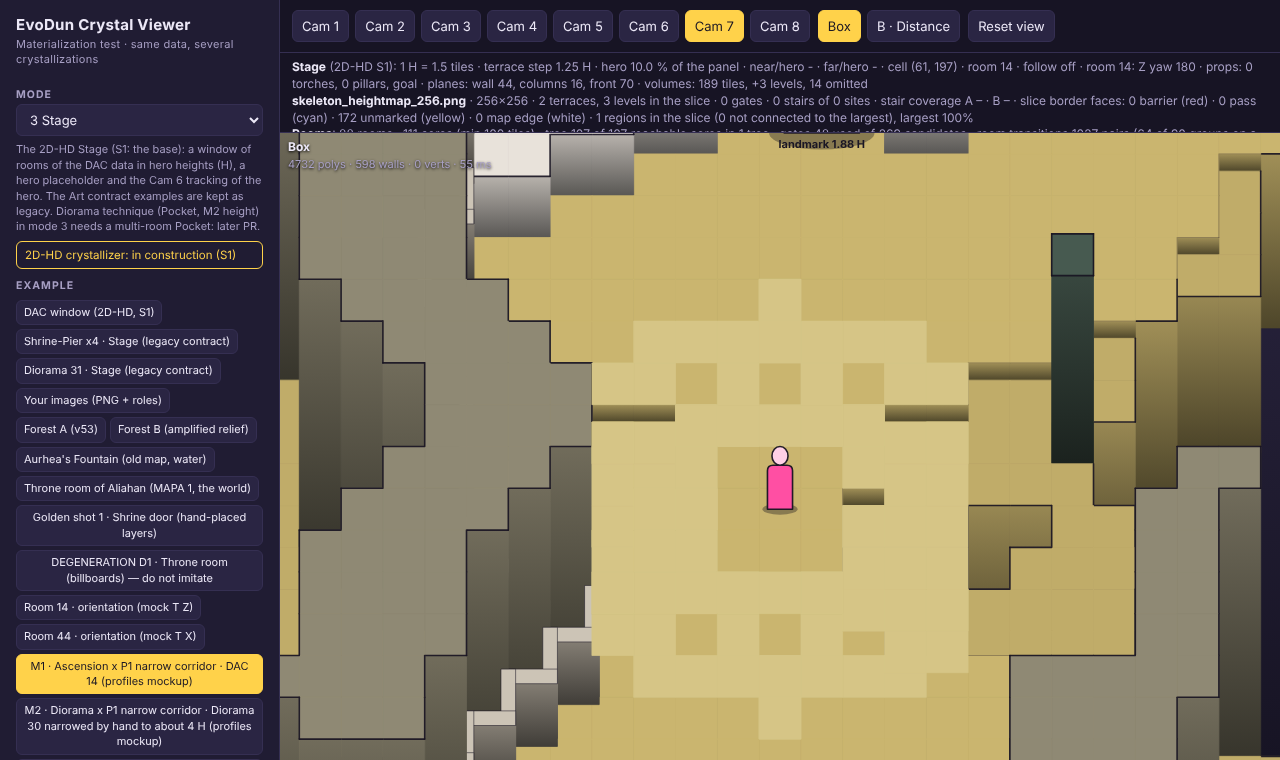 EvoDun Crystal Viewer
Materialization test · same data, several
crystallizations
MODE
3 Stage
The 2D-HD Stage (S1: the base): a window of
rooms of the DAC data in hero heights (H), a
hero placeholder and the Cam 6 tracking of the
hero. The Art contract examples are kept as
legacy. Diorama technique (Pocket, M2 height)
in mode 3 needs a multi-room Pocket: later PR.
2D-HD crystallizer: in construction (S1)
EXAMPLE
DAC window (2D-HD, S1)
Shrine-Pier x4 · Stage (legacy contract)
Diorama 31 · Stage (legacy contract)
Your images (PNG + roles)
Forest A (v53)
Forest B (amplified relief)
Aurhea's Fountain (old map, water)
Throne room of Aliahan (MAPA 1, the world)
Golden shot 1 · Shrine door (hand-placed
layers)
DEGENERATION D1 · Throne room
(billboards) — do not imitate
Room 14 · orientation (mock T Z)
Room 44 · orientation (mock T X)
M1 · Ascension x P1 narrow corridor · DAC
14 (profiles mockup)
M2 · Diorama x P1 narrow corridor · Diorama
30 narrowed by hand to about 4 H (profiles
mockup)
Cam 1
Cam 2
Cam 3
Cam 4
Cam 5
Cam 6
Cam 7
Cam 8
Box
B · Distance
Reset view
Stage (2D-HD S1): 1 H = 1.5 tiles · terrace step 1.25 H · hero 10.0 % of the panel · near/hero - · far/hero - · cell (61, 197) · room 14 · follow off · room 14: Z yaw 180 · props: 0
torches, 0 pillars, goal · planes: wall 44, columns 16, front 70 · volumes: 189 tiles, +3 levels, 14 omitted
skeleton_heightmap_256.png · 256×256 · 2 terraces, 3 levels in the slice · 0 gates · 0 stairs of 0 sites · stair coverage A – · B – · slice border faces: 0 barrier (red) · 0 pass
(cyan) · 172 unmarked (yellow) · 0 map edge (white) · 1 regions in the slice (0 not connected to the largest), largest 100%
Box
4732 polys · 598 walls · 0 verts · 55 ms
landmark 1.88 H